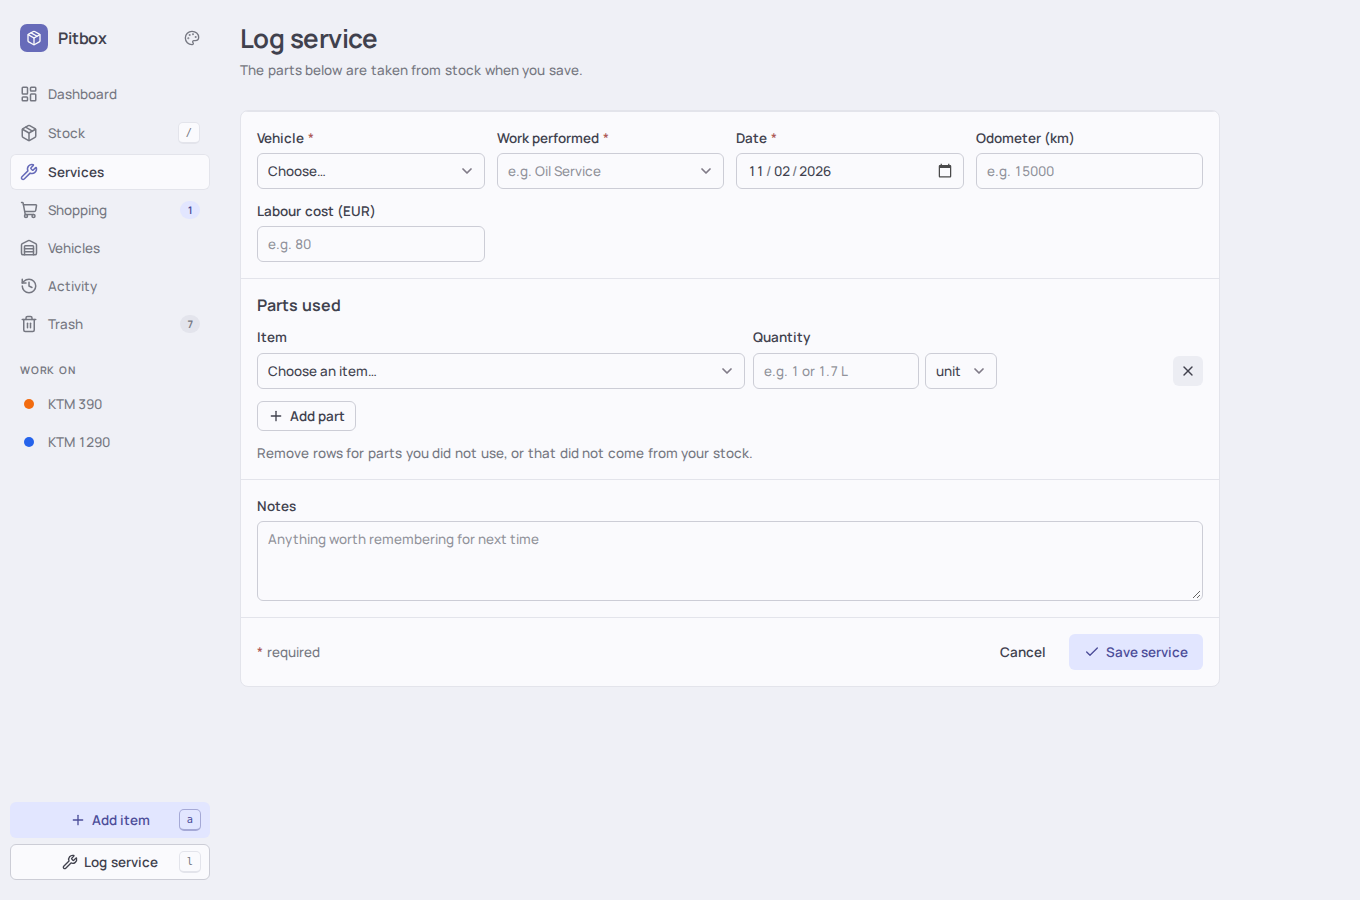 Pitbox
Dashboard
Stock /
Services
Shopping 1
Vehicles
Activity
Trash 7
WORK ON
KTM 390
KTM 1290
Add item a
Log service l
Log service
The parts below are taken from stock when you save.
Vehicle * Work performed * Date * Odometer (km)
Choose... e.g. Oil Service 11/02/2026 e.g. 15000
Labour cost (EUR)
e.g. 80
Parts used
Item Quantity
Choose an item... e.g. 1 or 1.7 L unit
Add part
Remove rows for parts you did not use, or that did not come from your stock.
Notes
Anything worth remembering for next time
* required Cancel Save service